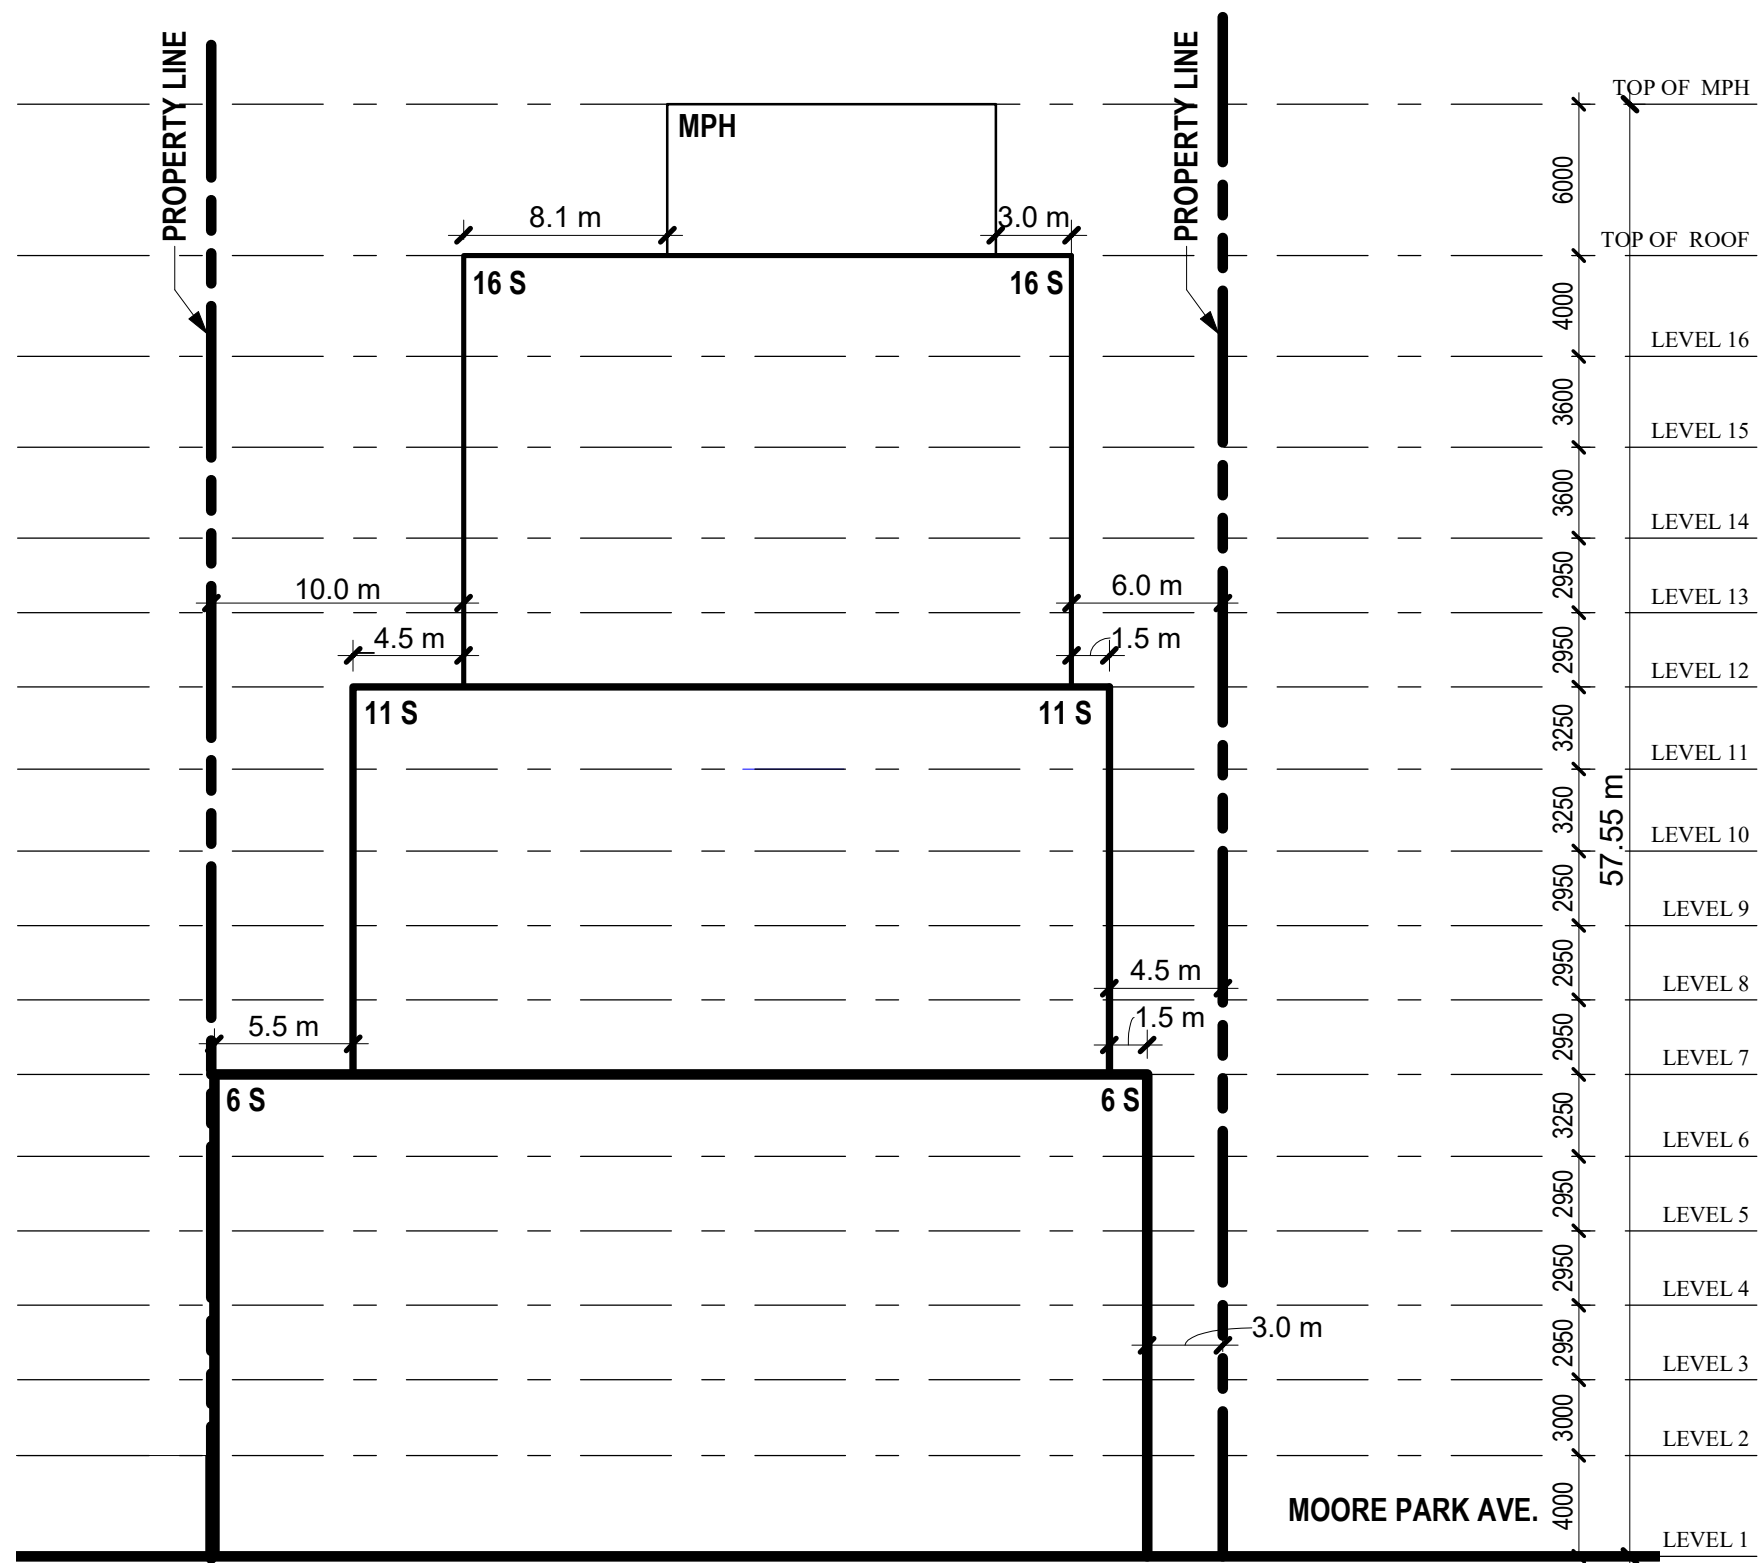 PROPERTY LINE
PROPERTY LINE
TOP OF MPH
MPH
6000
8.1 m
3.0 m
TOP OF ROOF
16 S
16 S
4000
LEVEL 16
3600
LEVEL 15
3600
LEVEL 14
10.0 m
6.0 m
2950
LEVEL 13
4.5 m
1.5 m
2950
LEVEL 12
11 S
11 S
3250
LEVEL 11
3250
57.55 m
LEVEL 10
2950
LEVEL 9
4.5 m
2950
LEVEL 8
5.5 m
1.5 m
2950
LEVEL 7
6 S
6 S
3250
LEVEL 6
2950
LEVEL 5
2950
LEVEL 4
3.0 m
2950
LEVEL 3
3000
LEVEL 2
MOORE PARK AVE.
4000
LEVEL 1